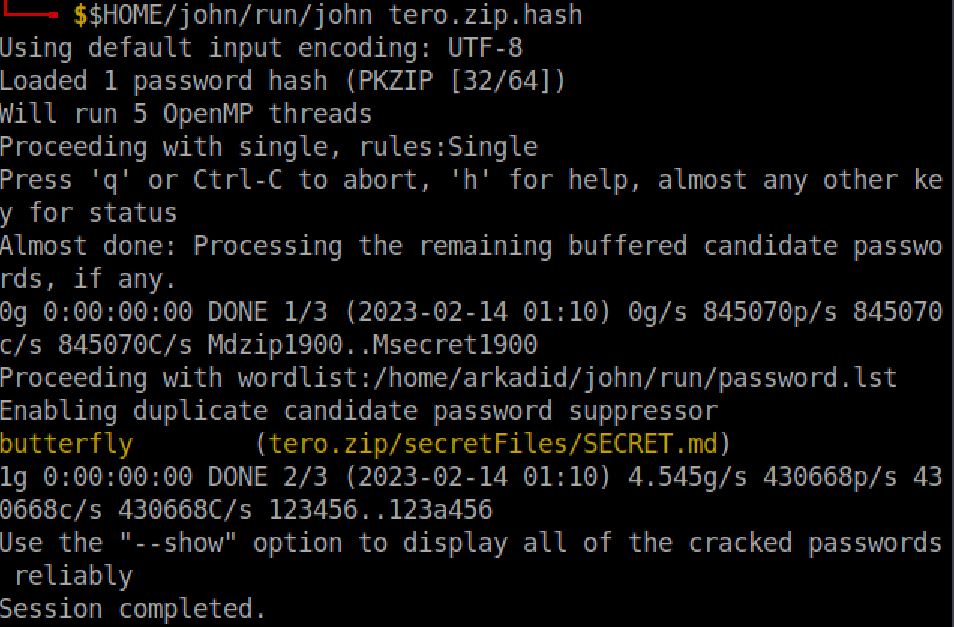 $$HOME/john/run/john tero.zip.hash
Using default input encoding: UTF-8
Loaded 1 password hash (PKZIP [32/64])
Will run 5 OpenMP threads
Proceeding with single, rules:Single
Press 'q' or Ctrl-C to abort, 'h' for help, almost any other ke
y for status
Almost done: Processing the remaining buffered candidate passwo
rds, if any.
0g 0:00:00:00 DONE 1/3 (2023-02-14 01:10) 0g/s 845070p/s 845070
c/s 845070C/s Mdzip1900..Msecret1900
Proceeding with wordlist:/home/arkadid/john/run/password.lst
Enabling duplicate candidate password suppressor
butterfly        (tero.zip/secretFiles/SECRET.md)
1g 0:00:00:00 DONE 2/3 (2023-02-14 01:10) 4.545g/s 430668p/s 43
0668c/s 430668C/s 123456..123a456
Use the "--show" option to display all of the cracked passwords
 reliably
Session completed.